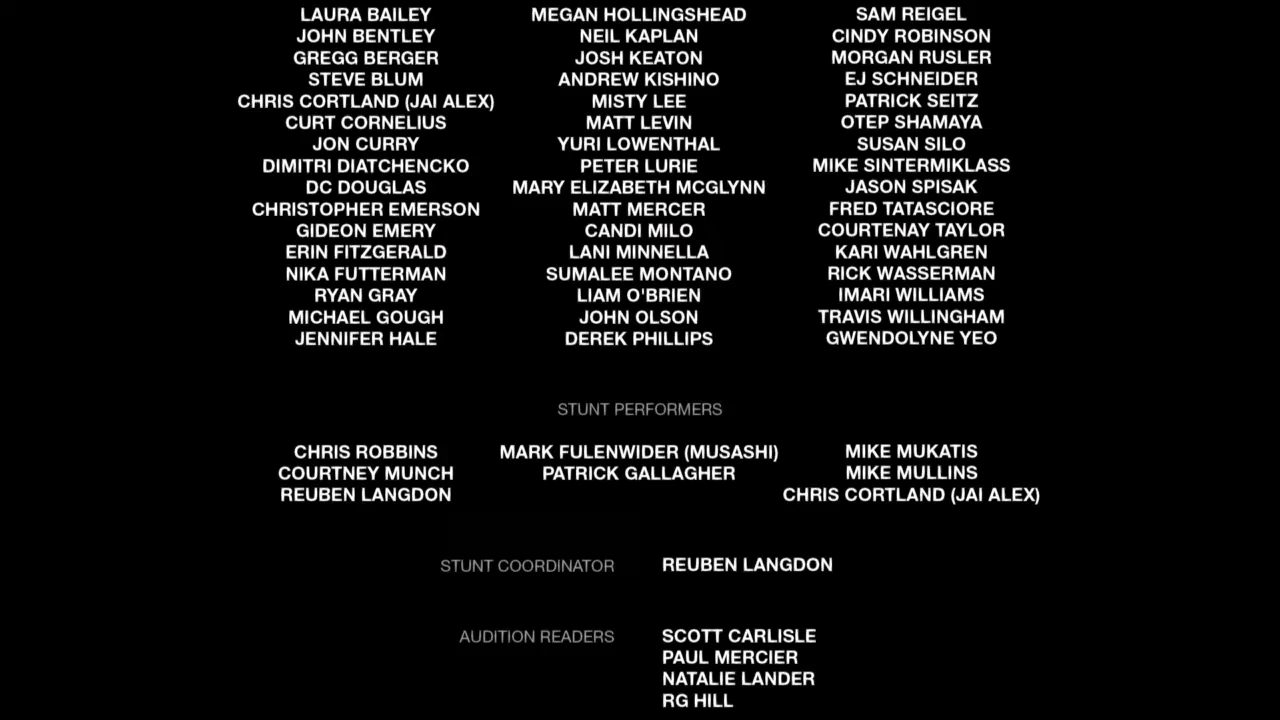 LAURA BAILEY MEGAN HOLLINGSHEAD SAM REIGEL
JOHN BENTLEY NEIL KAPLAN CINDY ROBINSON
GREGG BERGER JOSH KEATON MORGAN RUSLER
STEVE BLUM ANDREW KISHINO EJ SCHNEIDER
CHRIS CORTLAND (JAI ALEX) MISTY LEE PATRICK SEITZ
CURT CORNELIUS MATT LEVIN OTEP SHAMAYA
JON CURRY YURI LOWENTHAL SUSAN SILO
DIMITRI DIATCHENCKO PETER LURIE MIKE SINTERMIKLASS
DC DOUGLAS MARY ELIZABETH MCGLYNN JASON SPISAK
CHRISTOPHER EMERSON MATT MERCER FRED TATASCIORE
GIDEON EMERY CANDI MILO COURTENAY TAYLOR
ERIN FITZGERALD LANI MINNELLA KARI WAHLGREN
NIKA FUTTERMAN SUMALEE MONTANO RICK WASSERMAN
RYAN GRAY LIAM O'BRIEN IMARI WILLIAMS
MICHAEL GOUGH JOHN OLSON TRAVIS WILLINGHAM
JENNIFER HALE DEREK PHILLIPS GWENDOLYNE YEO
STUNT PERFORMERS
CHRIS ROBBINS MARK FULENWIDER (MUSASHI) MIKE MUKATIS
COURTNEY MUNCH PATRICK GALLAGHER MIKE MULLINS
REUBEN LANGDON CHRIS CORTLAND (JAI ALEX)
STUNT COORDINATOR REUBEN LANGDON
AUDITION READERS SCOTT CARLISLE
PAUL MERCIER
NATALIE LANDER
RG HILL